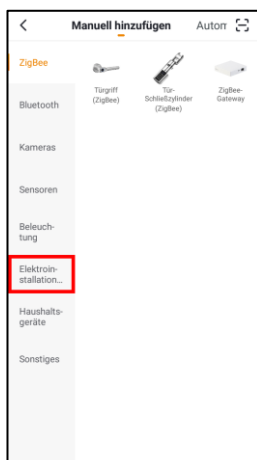 Manuell hinzufügen Autom
ZigBee
Türgriff
(ZigBee)
Tür-
Schließzylinder
(ZigBee)
ZigBee-
Gateway
Bluetooth
Kameras
Sensoren
Beleuch-
tung
Elektroin-
stallation...
Haushalts-
geräte
Sonstiges